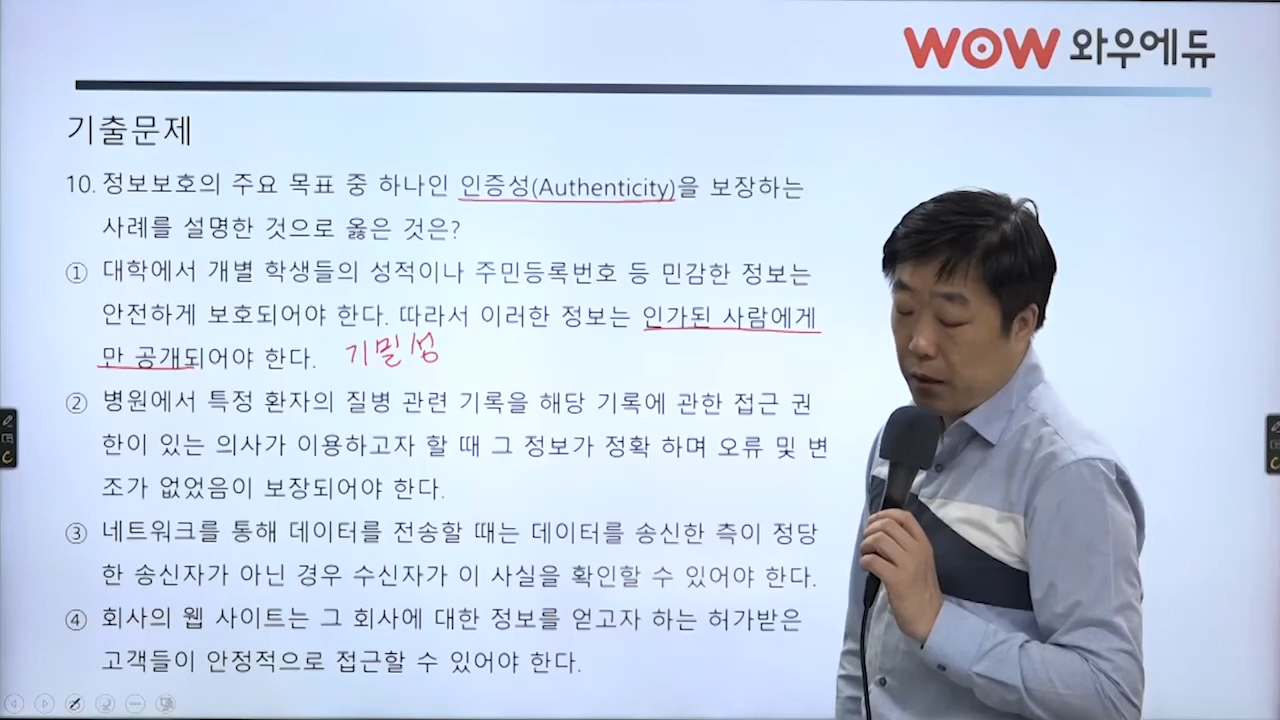 WOW 와우에듀
기출문제
10. 정보보호의 주요 목표 중 하나인 인증성(Authenticity)을 보장하는
사례를 설명한 것으로 옳은 것은?
① 대학에서 개별 학생들의 성적이나 주민등록번호 등 민감한 정보는
안전하게 보호되어야 한다. 따라서 이러한 정보는 인가된 사람에게
만 공개되어야 한다. 기밀성
② 병원에서 특정 환자의 질병 관련 기록을 해당 기록에 관한 접근 권
한이 있는 의사가 이용하고자 할 때 그 정보가 정확 하며 오류 및 변
조가 없었음이 보장되어야 한다.
③ 네트워크를 통해 데이터를 전송할 때는 데이터를 송신한 측이 정당
한 송신자가 아닌 경우 수신자가 이 사실을 확인할 수 있어야 한다.
④ 회사의 웹 사이트는 그 회사에 대한 정보를 얻고자 하는 허가받은
고객들이 안정적으로 접근할 수 있어야 한다.